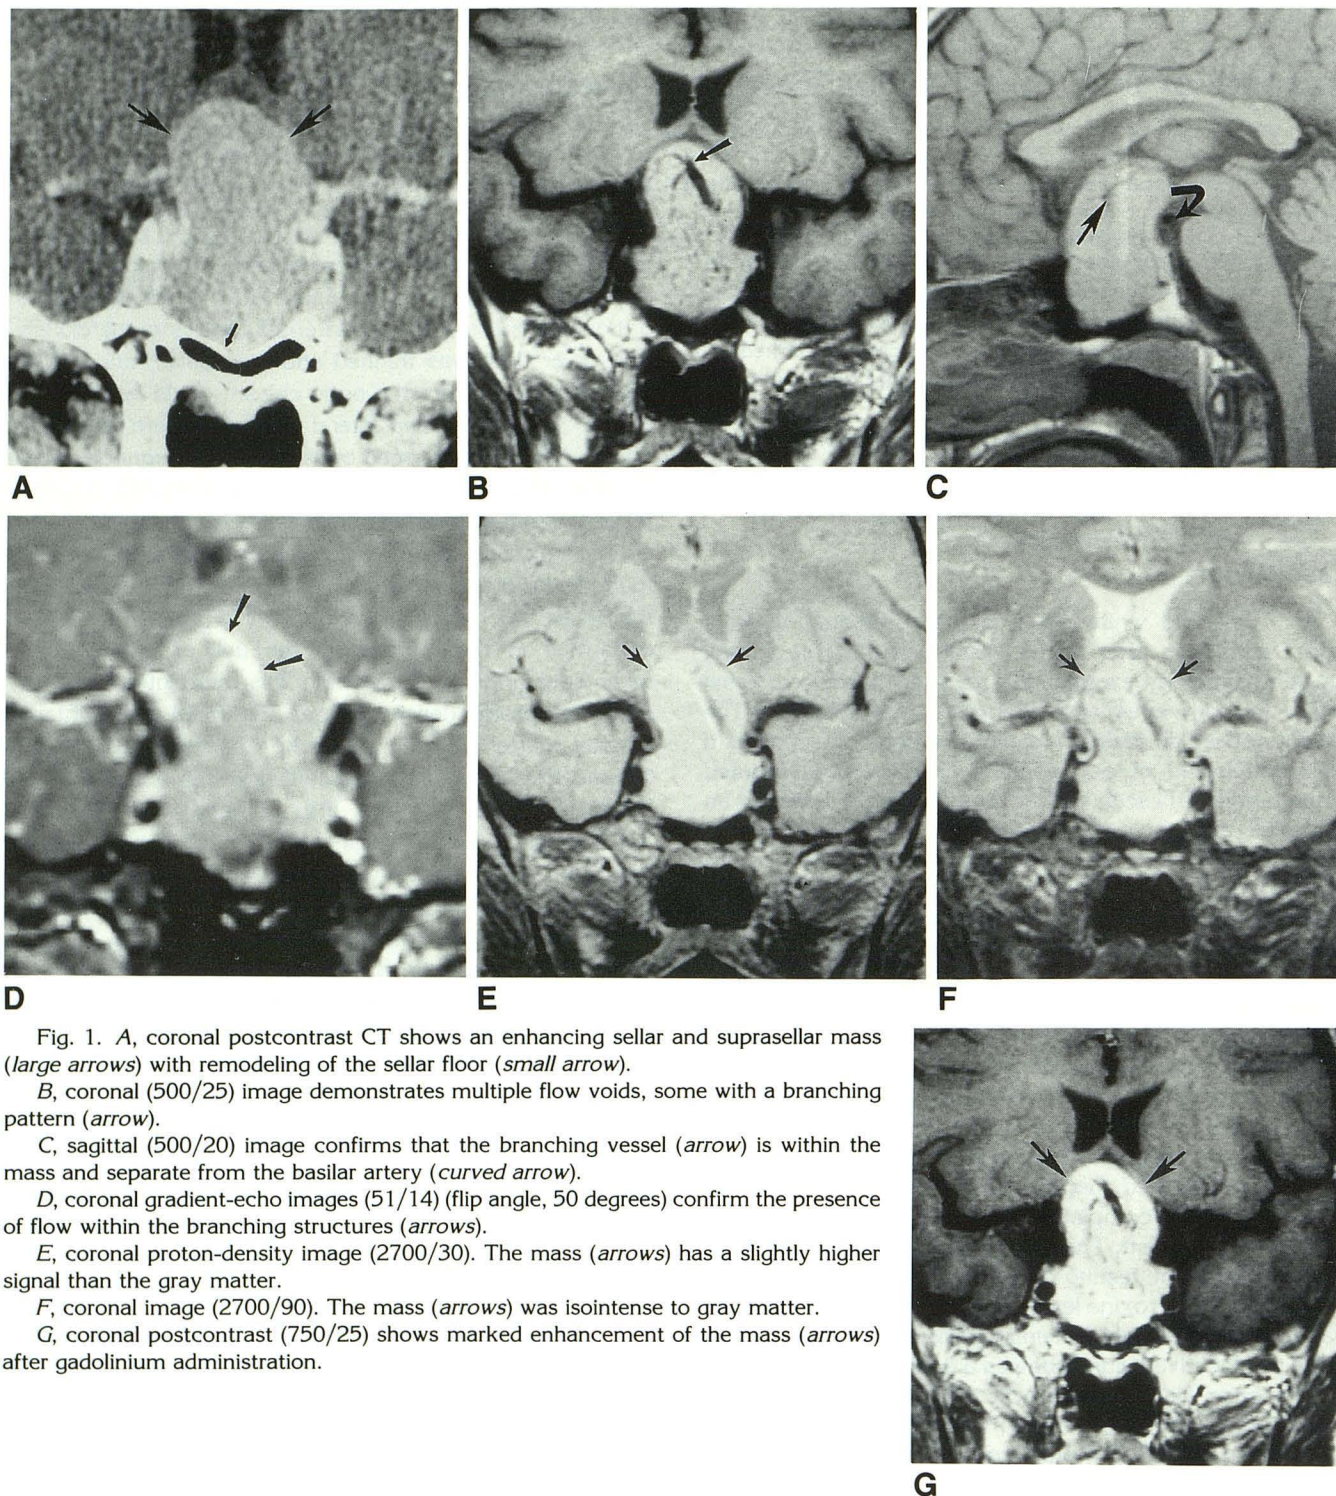 A
B
C
D
E
F
Fig. 1. A, coronal postcontrast CT shows an enhancing sellar and suprasellar mass
(large arrows) with remodeling of the sellar floor (small arrow).
B, coronal (500/25) image demonstrates multiple flow voids, some with a branching
pattern (arrow).
C, sagittal (500/20) image confirms that the branching vessel (arrow) is within the
mass and separate from the basilar artery (curved arrow).
D, coronal gradient-echo images (51/14) (flip angle, 50 degrees) confirm the presence
of flow within the branching structures (arrows).
E, coronal proton-density image (2700/30). The mass (arrows) has a slightly higher
signal than the gray matter.
F, coronal image (2700/90). The mass (arrows) was isointense to gray matter.
G, coronal postcontrast (750/25) shows marked enhancement of the mass (arrows)
after gadolinium administration.
G